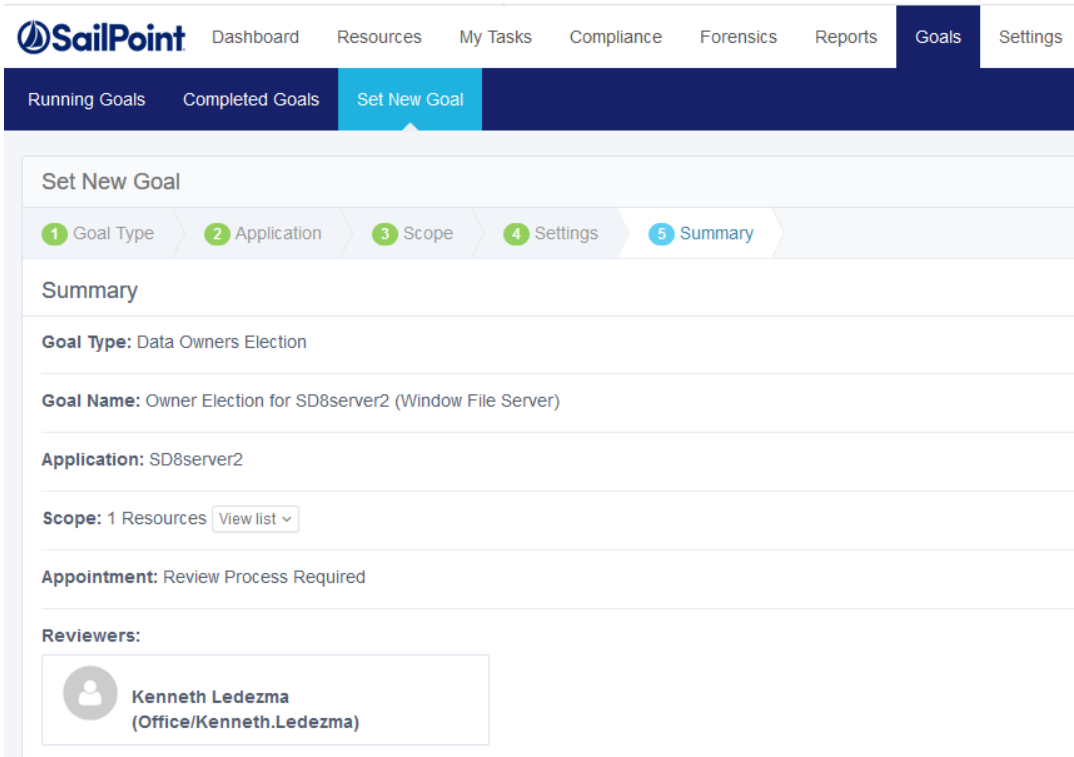 SailPoint Dashboard Resources My Tasks Compliance Forensics Reports Goals Settings
Running Goals Completed Goals Set New Goal
Set New Goal
1 Goal Type 2 Application 3 Scope 4 Settings 5 Summary
Summary
Goal Type: Data Owners Election
Goal Name: Owner Election for SD8server2 (Window File Server)
Application: SD8server2
Scope: 1 Resources View list
Appointment: Review Process Required
Reviewers:
Kenneth Ledezma
(Office/Kenneth.Ledezma)